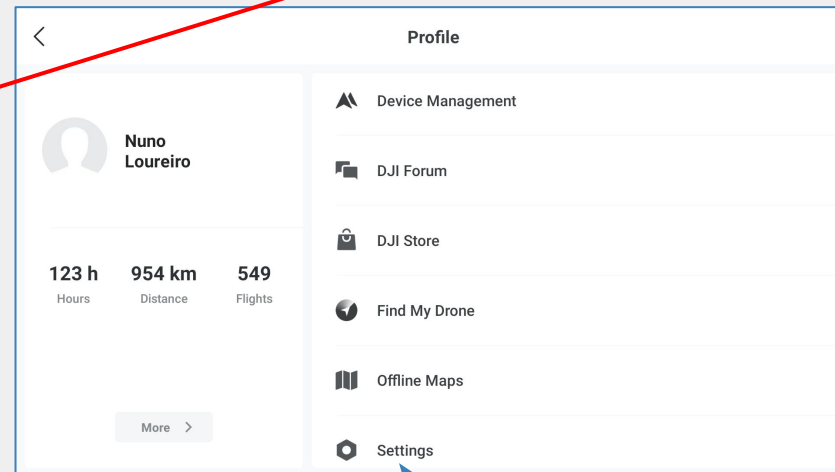 Profile
Nuno
Loureiro
123 h 954 km 549
Hours Distance Flights
More
Device Management
DJI Forum
DJI Store
Find My Drone
Offline Maps
Settings